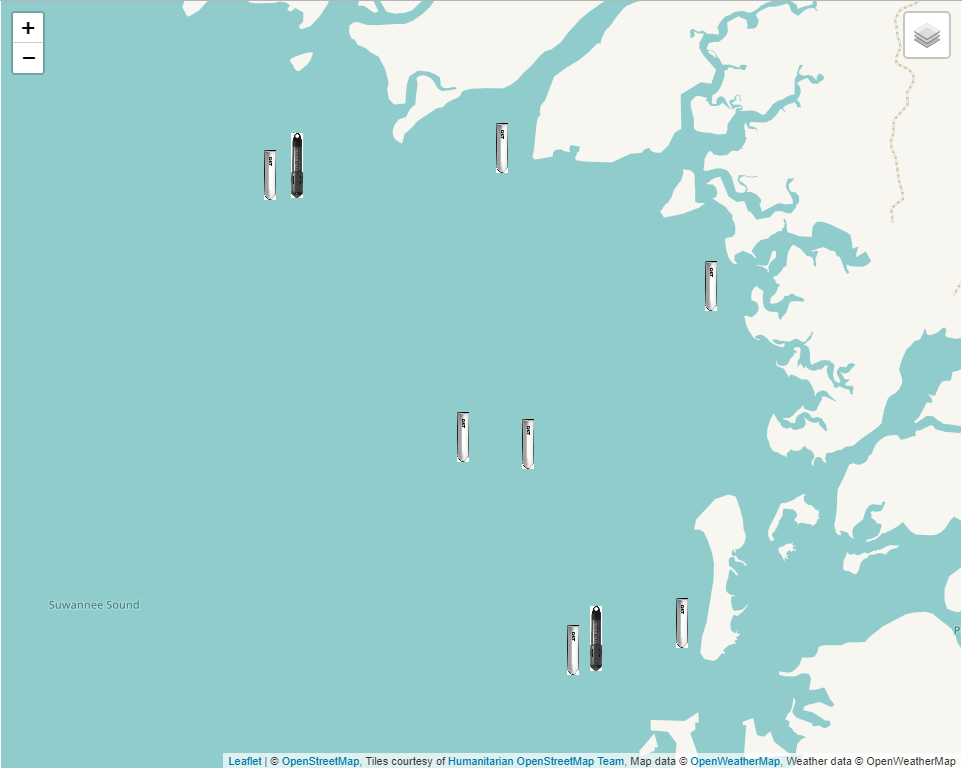 +
−
Suwannee Sound
P
Leaflet | © OpenStreetMap, Tiles courtesy of Humanitarian OpenStreetMap Team, Map data © OpenWeatherMap, Weather data © OpenWeatherMap